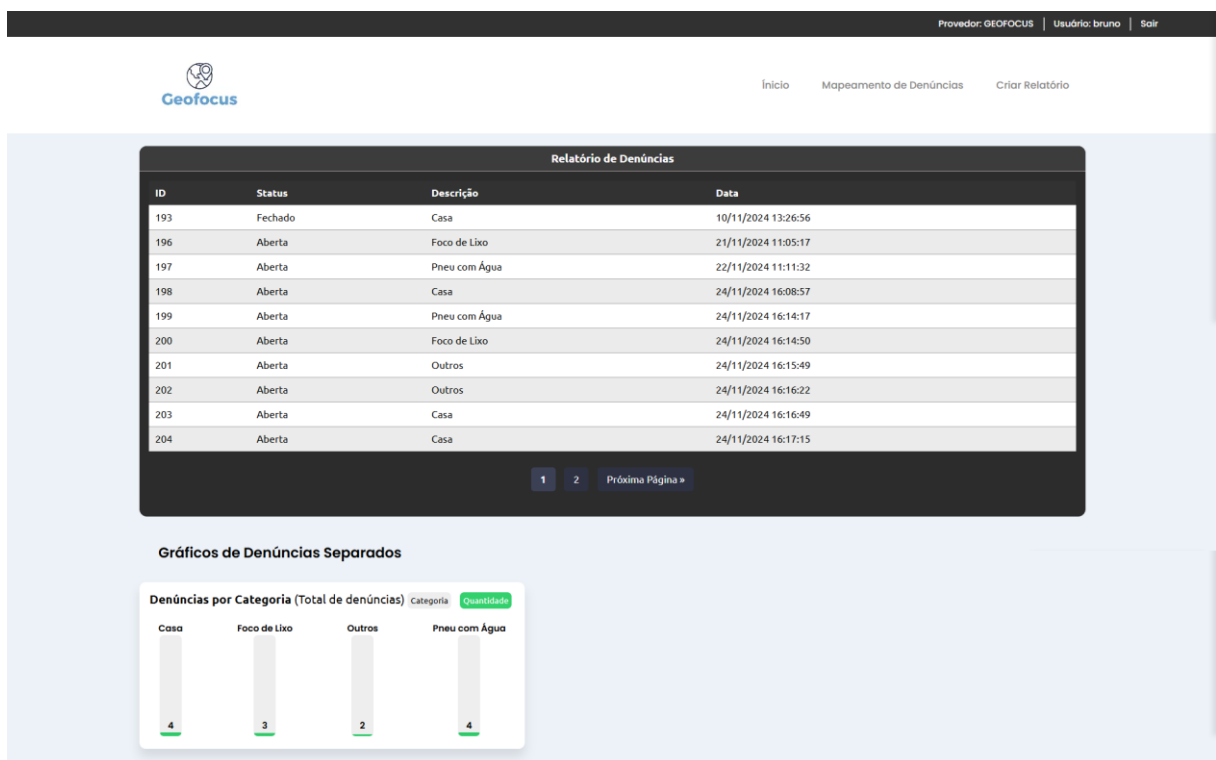 Provedor: GEOFOCUS | Usuário: bruno | Sair
Geofocus
Ínicio Mapeamento de Denúncias Criar Relatório
Relatório de Denúncias
ID Status Descrição Data
193 Fechado Casa 10/11/2024 13:26:56
196 Aberta Foco de Lixo 21/11/2024 11:05:17
197 Aberta Pneu com Água 22/11/2024 11:11:32
198 Aberta Casa 24/11/2024 16:08:57
199 Aberta Pneu com Água 24/11/2024 16:14:17
200 Aberta Foco de Lixo 24/11/2024 16:14:50
201 Aberta Outros 24/11/2024 16:15:49
202 Aberta Outros 24/11/2024 16:16:22
203 Aberta Casa 24/11/2024 16:16:49
204 Aberta Casa 24/11/2024 16:17:15
1 2 Próxima Página »
Gráficos de Denúncias Separados
Denúncias por Categoria (Total de denúncias) Categoria Quantidade
Casa Foco de Lixo Outros Pneu com Água
4 3 2 4